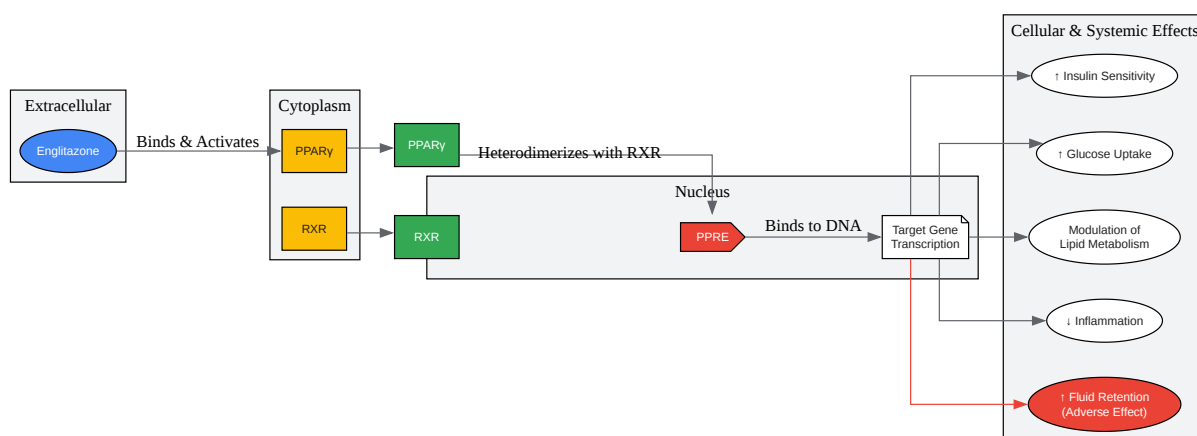 Cellular & Systemic Effects
↑ Insulin Sensitivity
Extracellular
Cytoplasm
Englitazone
Binds & Activates
PPARγ
PPARγ
Heterodimerizes with RXR
↑ Glucose Uptake
Nucleus
RXR
RXR
PPRE
Binds to DNA
Target Gene
Transcription
Modulation of
Lipid Metabolism
↓ Inflammation
↑ Fluid Retention
(Adverse Effect)